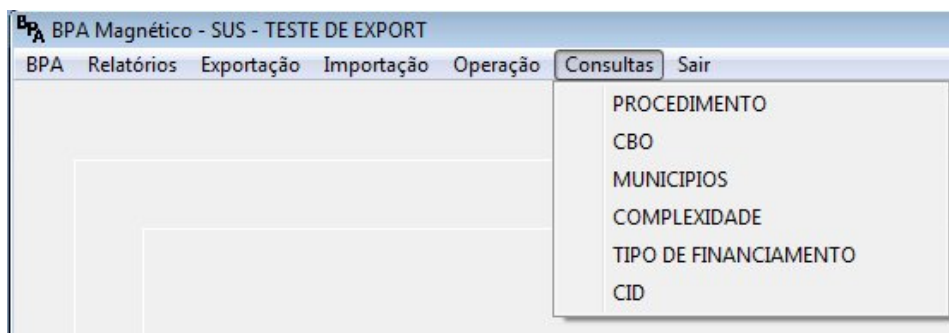 BPA BPA Magnético - SUS - TESTE DE EXPORT
BPA Relatórios Exportação Importação Operação Consultas Sair
PROCEDIMENTO
CBO
MUNICIPIOS
COMPLEXIDADE
TIPO DE FINANCIAMENTO
CID